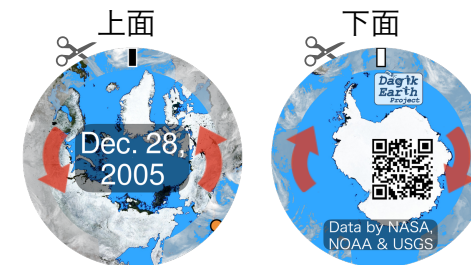 上面
下面
Dec. 28,
2005
Dagik
Earth
Project
Data by NASA,
NOAA & USGS